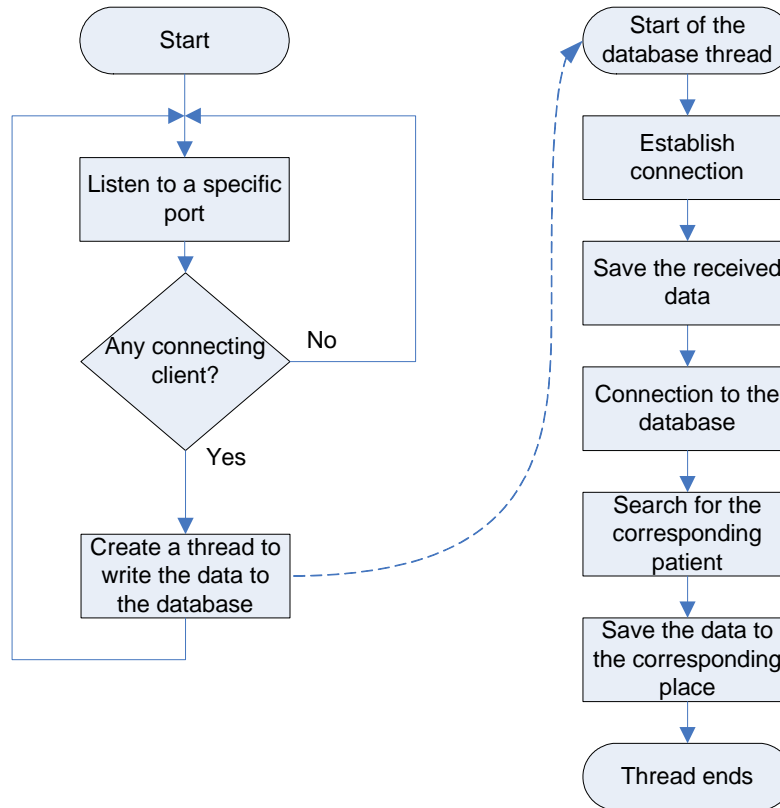 Start
Listen to a specific
port
Any connecting
client?
No
Yes
Create a thread to
write the data to
the database
Start of the
database thread
Establish
connection
Save the received
data
Connection to the
database
Search for the
corresponding
patient
Save the data to
the corresponding
place
Thread ends